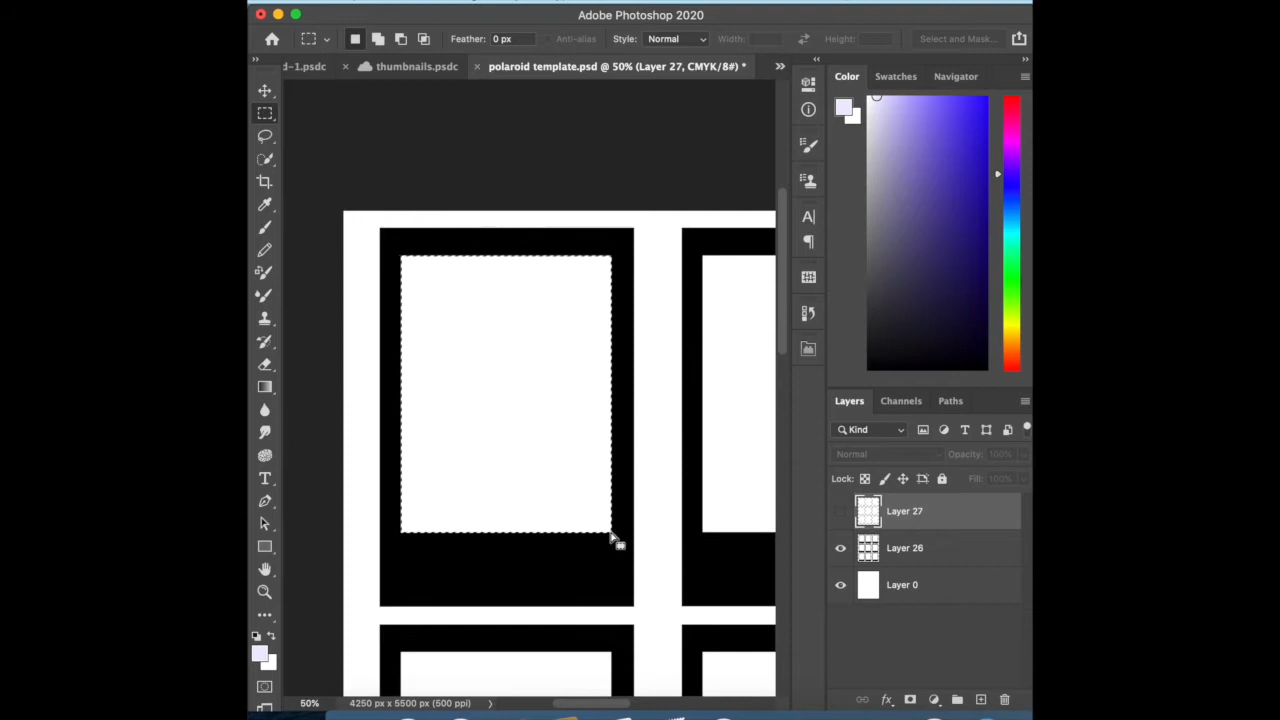 Adobe Photoshop 2020
Feather: 0 px Anti-alias Style: Normal Width: Height: Select and Mask...
d-1.psdc thumbnails.psdc polaroid template.psd @ 50% (Layer 27, CMYK/8#) *
Color Swatches Navigator
Layers Channels Paths
Kind
Normal Opacity: 100%
Lock: Fill: 100%
Layer 27
Layer 26
Layer 0
50% 4250 px x 5500 px (500 ppi)